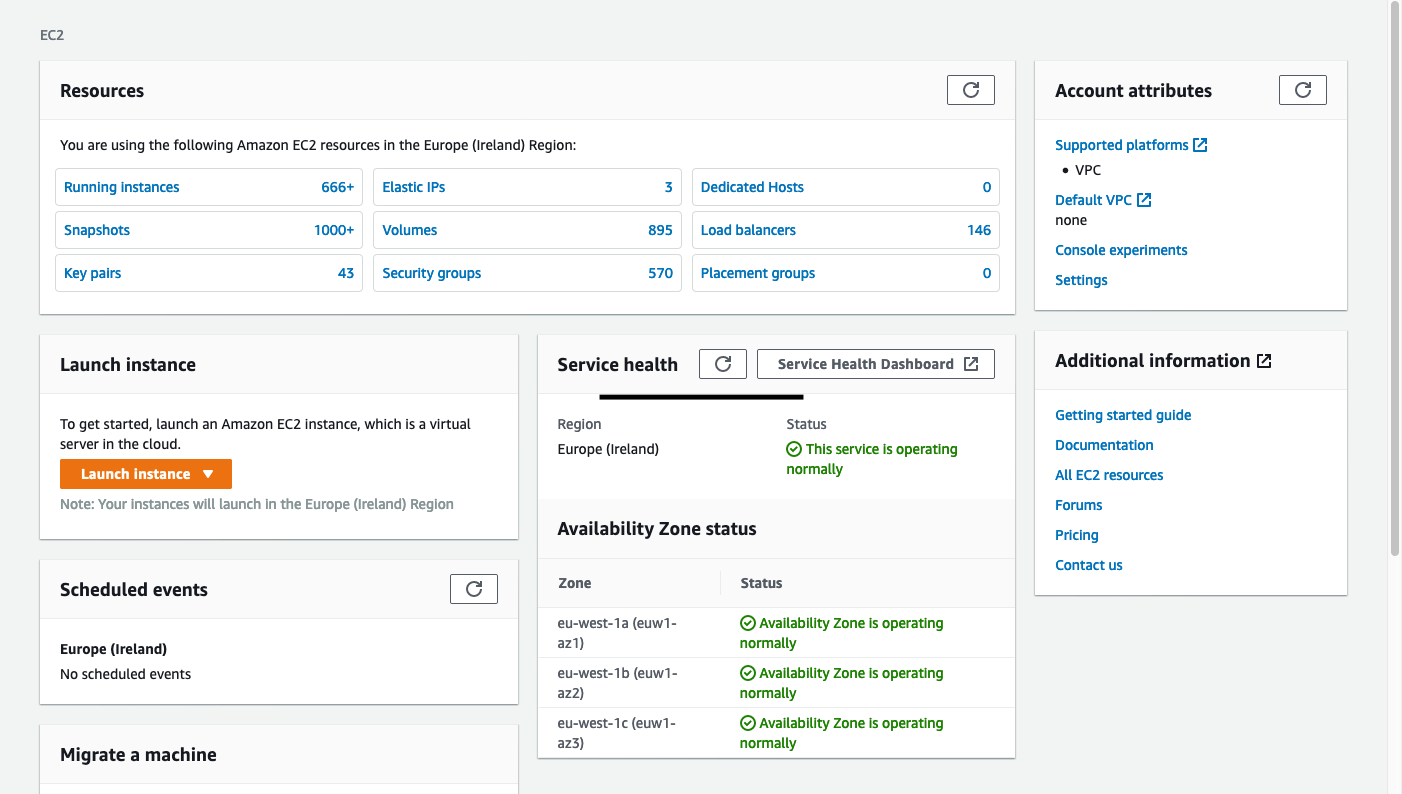 EC2
Resources
You are using the following Amazon EC2 resources in the Europe (Ireland) Region:
Running instances 666+
Elastic IPs 3
Dedicated Hosts 0
Snapshots 1000+
Volumes 895
Load balancers 146
Key pairs 43
Security groups 570
Placement groups 0
Launch instance
To get started, launch an Amazon EC2 instance, which is a virtual
server in the cloud.
Launch instance
Note: Your instances will launch in the Europe (Ireland) Region
Scheduled events
Europe (Ireland)
No scheduled events
Migrate a machine
Service health
Service Health Dashboard
Region Status
Europe (Ireland) This service is operating
normally
Availability Zone status
Zone Status
eu-west-1a (euw1- Availability Zone is operating
az1) normally
eu-west-1b (euw1- Availability Zone is operating
az2) normally
eu-west-1c (euw1- Availability Zone is operating
az3) normally
Account attributes
Supported platforms
• VPC
Default VPC
none
Console experiments
Settings
Additional information
Getting started guide
Documentation
All EC2 resources
Forums
Pricing
Contact us